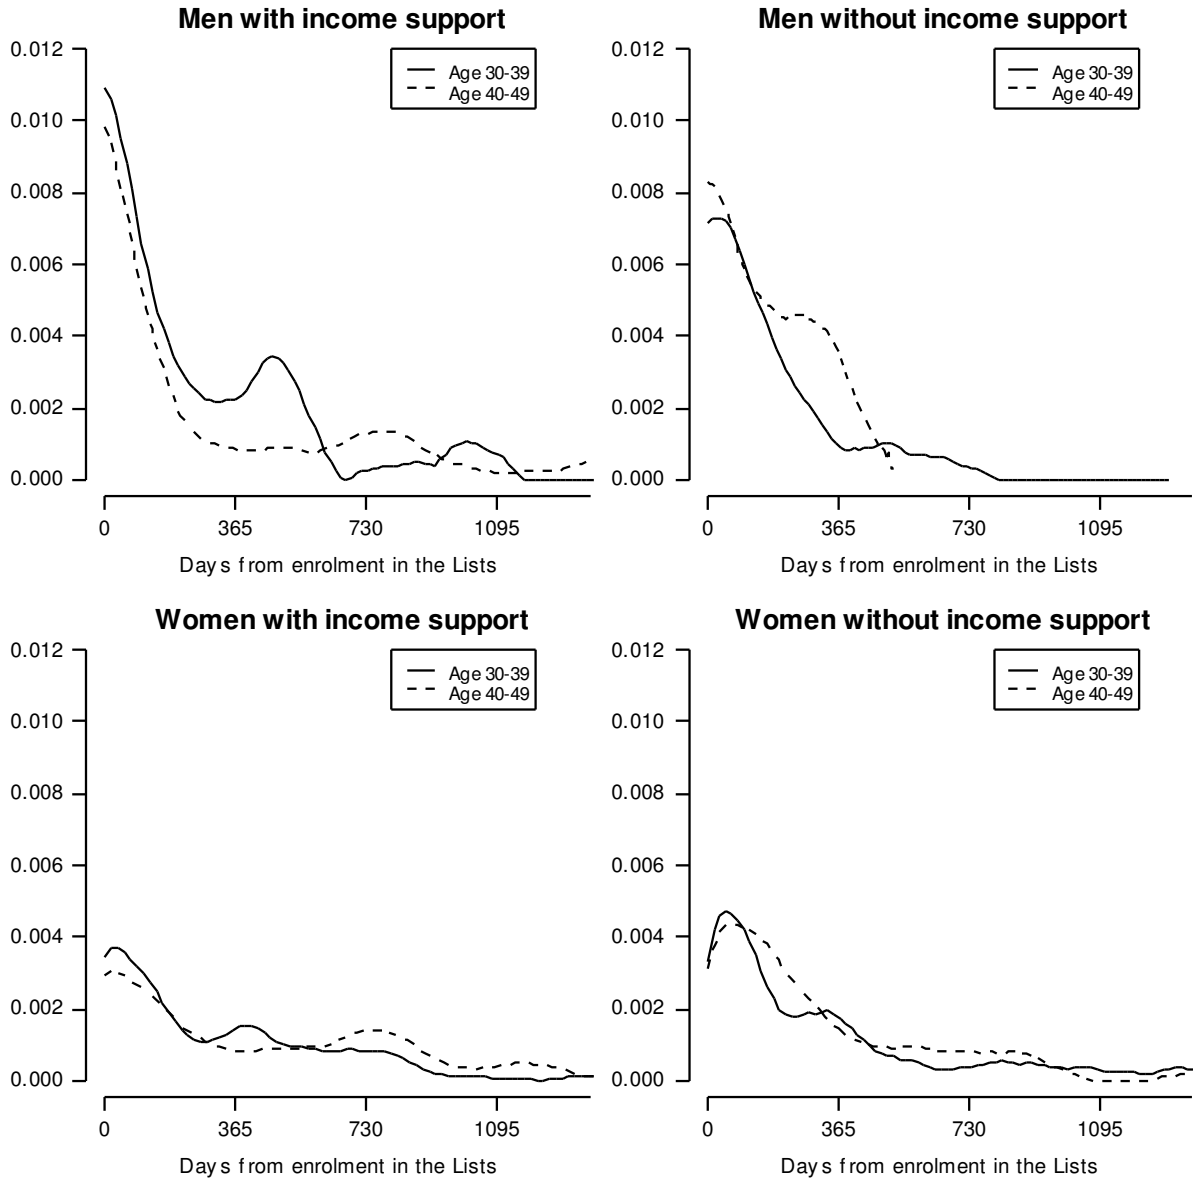 Men with income support
0.012
0.010
0.008
0.006
0.004
0.002
0.000
Age 30-39
Age 40-49
0 365 730 1095
Days from enrolment in the Lists
Men without income support
0.012
0.010
0.008
0.006
0.004
0.002
0.000
Age 30-39
Age 40-49
0 365 730 1095
Days from enrolment in the Lists
Women with income support
0.012
0.010
0.008
0.006
0.004
0.002
0.000
Age 30-39
Age 40-49
0 365 730 1095
Days from enrolment in the Lists
Women without income support
0.012
0.010
0.008
0.006
0.004
0.002
0.000
Age 30-39
Age 40-49
0 365 730 1095
Days from enrolment in the Lists